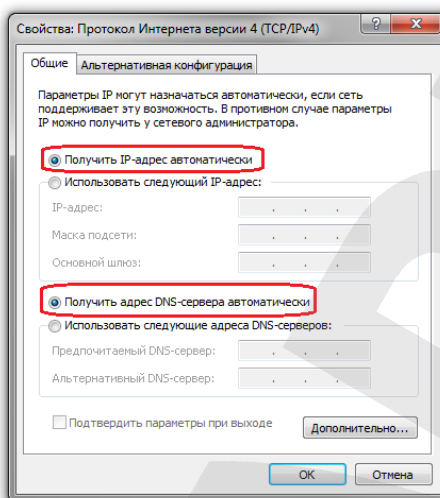 Свойства: Протокол Интернета версии 4 (TCP/IPv4)
Общие
Альтернативная конфигурация
Параметры IP могут назначаться автоматически, если сеть
поддерживает эту возможность. В противном случае параметры
IP можно получить у сетевого администратора.
Получить IP-адрес автоматически
Использовать следующий IP-адрес:
IP-адрес:
Маска подсети:
Основной шлюз:
Получить адрес DNS-сервера автоматически
Использовать следующие адреса DNS-серверов:
Предпочитаемый DNS-сервер:
Альтернативный DNS-сервер:
Подтвердить параметры при выходе
Дополнительно...
ОК
Отмена